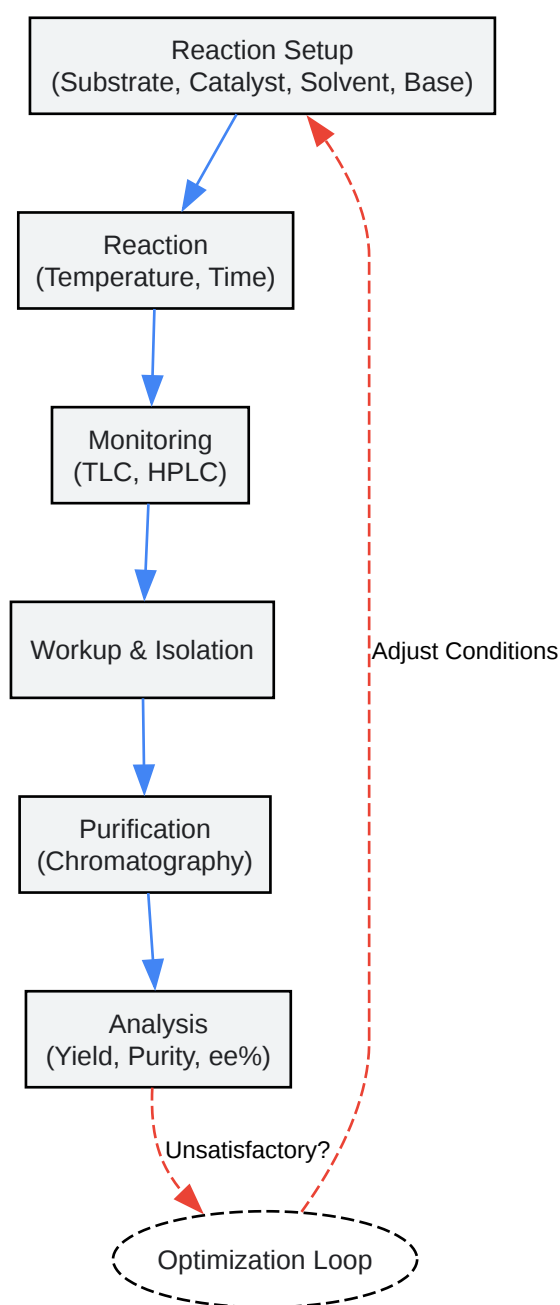 Reaction Setup
(Substrate, Catalyst, Solvent, Base)
Reaction
(Temperature, Time)
Monitoring
(TLC, HPLC)
Workup & Isolation
Adjust Conditions
Purification
(Chromatography)
Analysis
(Yield, Purity, ee%)
Unsatisfactory?
Optimization Loop